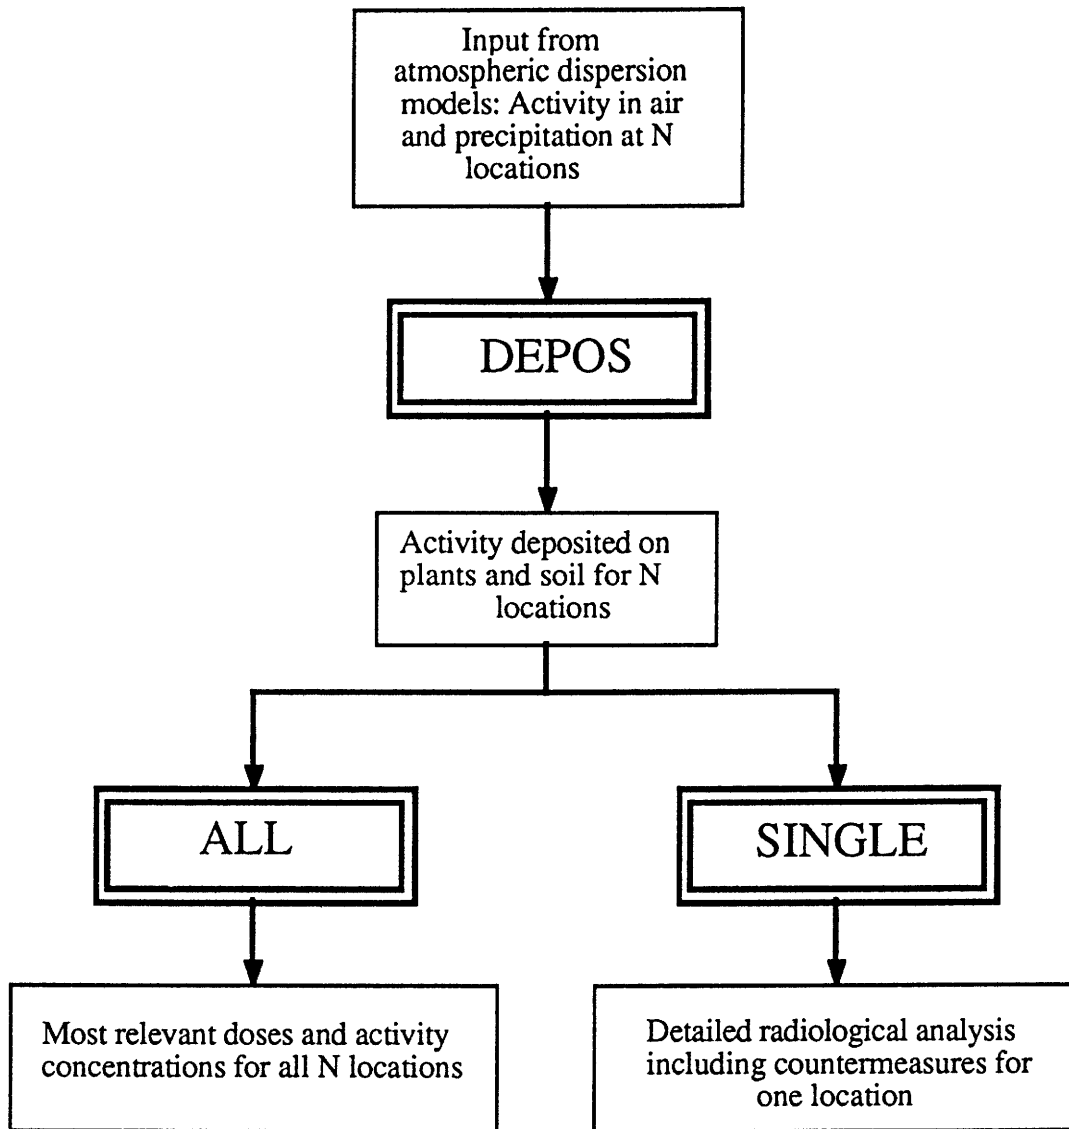 Input from
atmospheric dispersion
models: Activity in air
and precipitation at N
locations
DEPOS
Activity deposited on
plants and soil for N
locations
ALL
SINGLE
Most relevant doses and activity
concentrations for all N locations
Detailed radiological analysis
including countermeasures for
one location